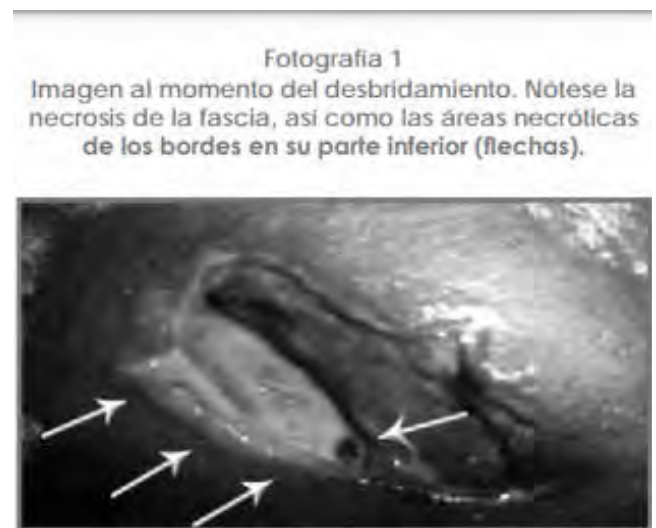 Fotografía 1
Imagen al momento del desbridamiento. Nótese la
necrosis de la fascia, así como las áreas necróticas
de los bordes en su parte inferior (flechas).